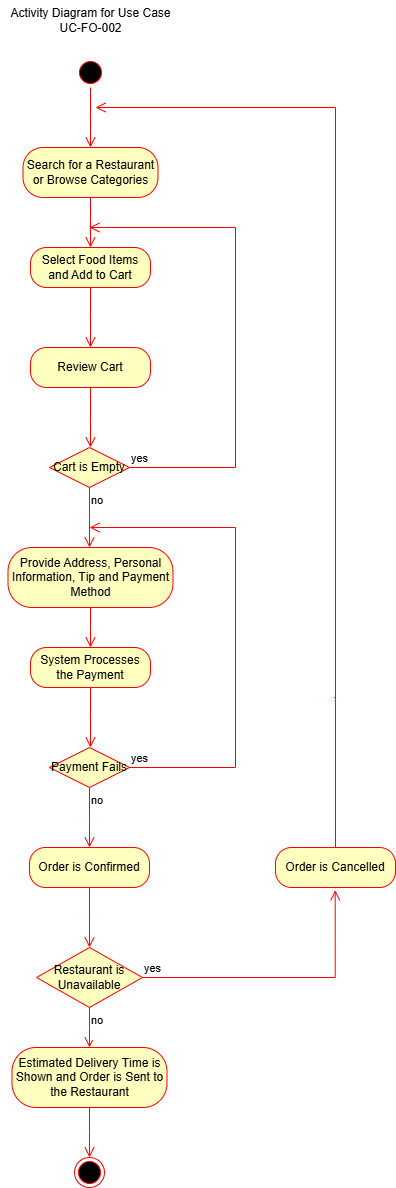 Activity Diagram for Use Case
UC-FO-002
Search for a Restaurant
or Browse Categories
Select Food Items
and Add to Cart
Review Cart
Cart is Empty
yes
no
Provide Address, Personal
Information, Tip and Payment
Method
System Processes
the Payment
Payment Fails
yes
no
Order is Confirmed
Order is Cancelled
Restaurant is
Unavailable
yes
no
Estimated Delivery Time is
Shown and Order is Sent to
the Restaurant